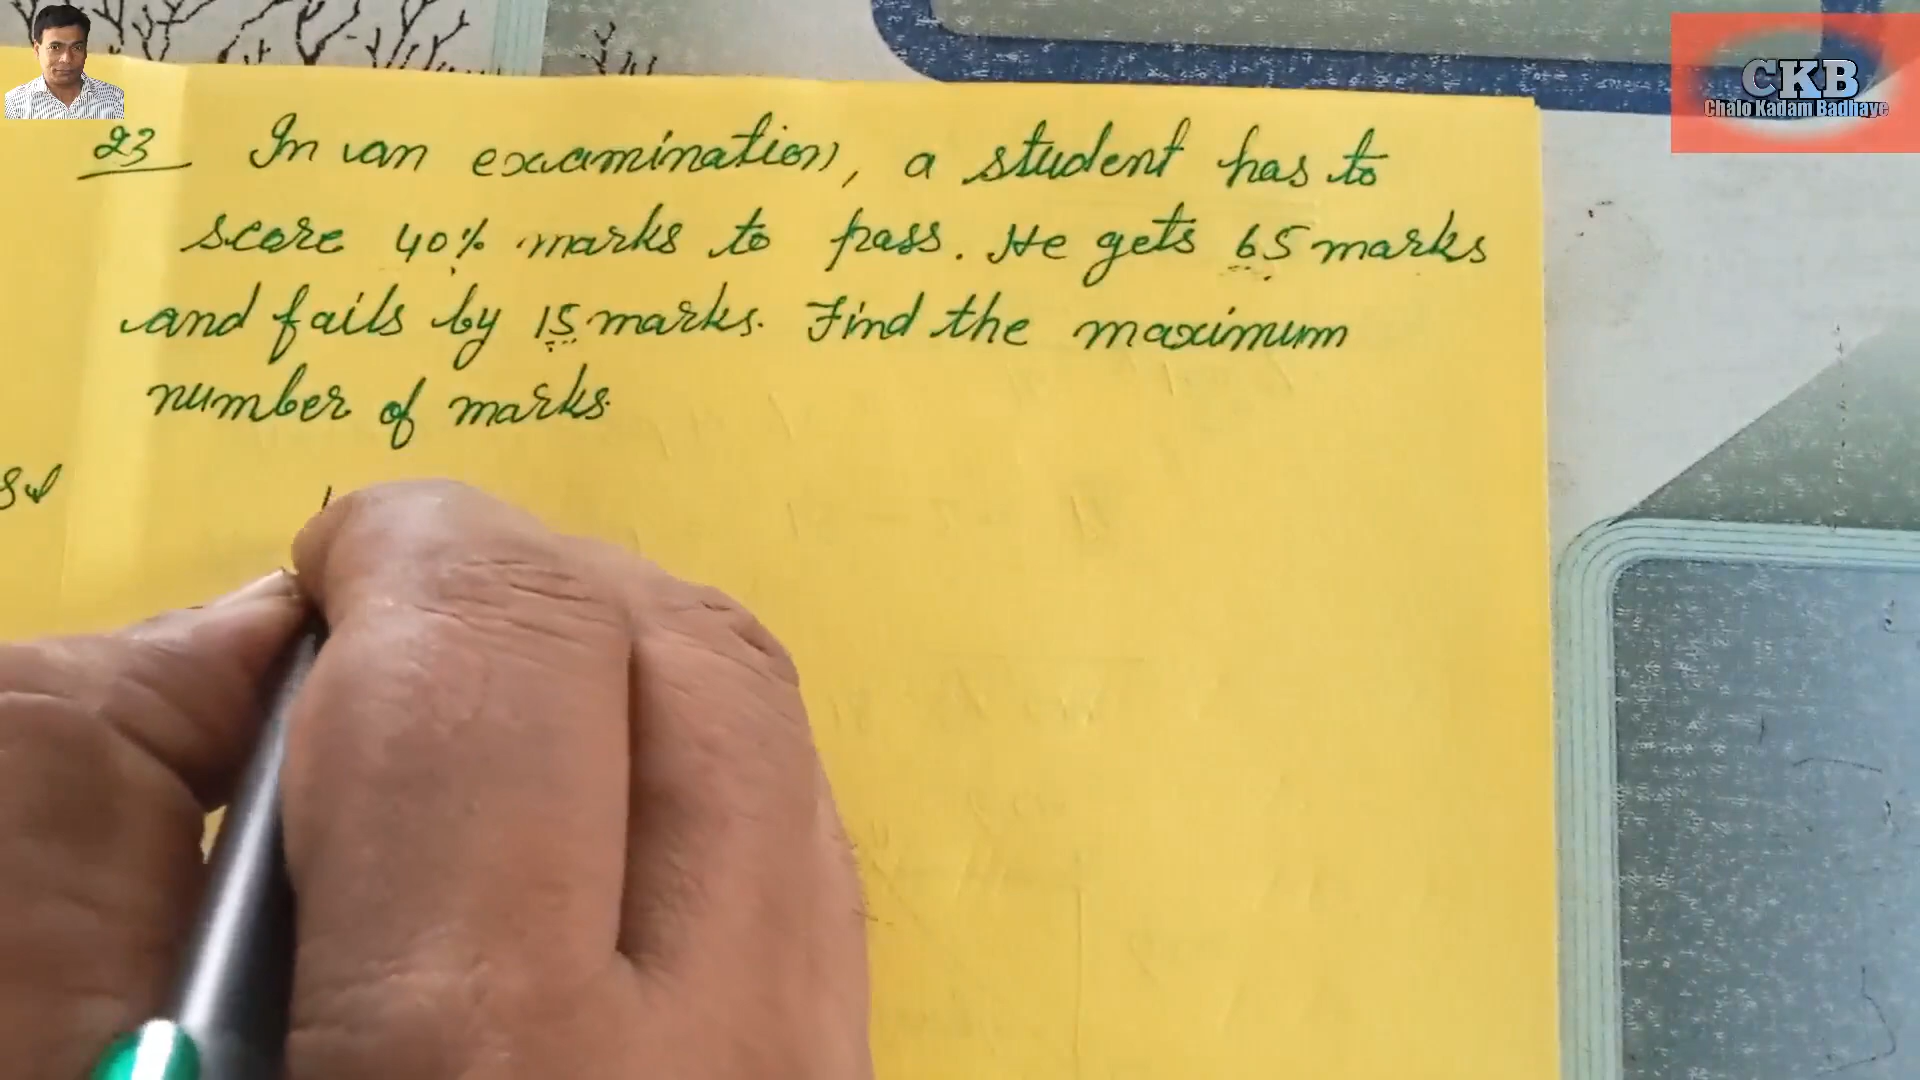 CKB
Chalo Kadam Badhaye
23 In an examination, a student has to
score 40% marks to pass. He gets 65 marks
and fails by 15 marks. Find the maximum
number of marks.
Sol